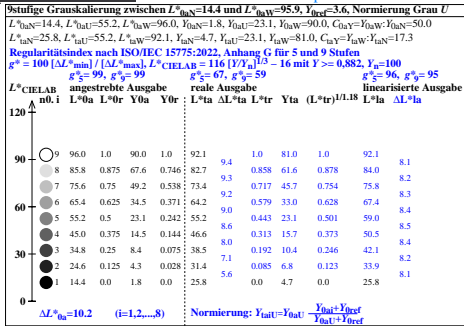 9stufige Grauskalierung zwischen L*0aN=14.4 und L*0aW=95.9, Y0ref=3.6, Normierung Grau U
L*0aN=14.4, L*0aU=55.2, L*0aW=96.0, Y0aN=1.8, Y0aU=23.1, Y0aW=90.0, C0aY=Y0aW:Y0aN=50.0
L*taN=25.8, L*taU=55.2, L*taW=92.1, YtaN=4.7, YtaU=23.1, YtaW=81.0, CtaY=YtaW:YtaN=17.3
Regularitätsindex nach ISO/IEC 15775:2022, Anhang G für 5 und 9 Stufen
g* = 100 [ΔL*min] / [ΔL*max], L*CIELAB = 116 [Y/Yn]1/3 – 16 mit Y >= 0,882, Yn=100
g*5= 99, g*9= 99 g*5= 67, g*9= 59 g*5= 96, g*9= 95
L*CIELAB angestrebte Ausgabe reale Ausgabe linearisierte Ausgabe
n0. i L*0a L*0r Y0a Y0r L*ta ΔL*ta L*tr Yta (L*tr)1/1.18 L*la ΔL*la
120
90
60
30
0
9 96.0 1.0 90.0 1.0 92.1 1.0 81.0 1.0 92.1
9.4 8.1
8 85.8 0.875 67.6 0.746 82.7 0.858 61.6 0.878 84.0
9.3 8.2
7 75.6 0.75 49.2 0.538 73.4 0.717 45.7 0.754 75.8
9.2 8.3
6 65.4 0.625 34.5 0.371 64.2 0.579 33.0 0.628 67.4
9.0 8.4
5 55.2 0.5 23.1 0.242 55.2 0.443 23.1 0.501 59.0
8.6 8.5
4 45.0 0.375 14.5 0.144 46.6 0.313 15.7 0.373 50.5
8.0 8.4
3 34.8 0.25 8.4 0.075 38.5 0.192 10.4 0.246 42.1
7.1 8.2
2 24.6 0.125 4.3 0.028 31.4 0.085 6.8 0.123 33.9
5.6 8.1
1 14.4 0.0 1.8 0.0 25.8 0.0 4.7 0.0 25.8
ΔL*0a=10.2 (i=1,2,...,8) Normierung: YtaiU=Y0aU Y0ai+Y0ref
Y0aU+Y0ref